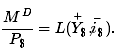 M^D / P_$ = L(Y_$^+, i_$^-).